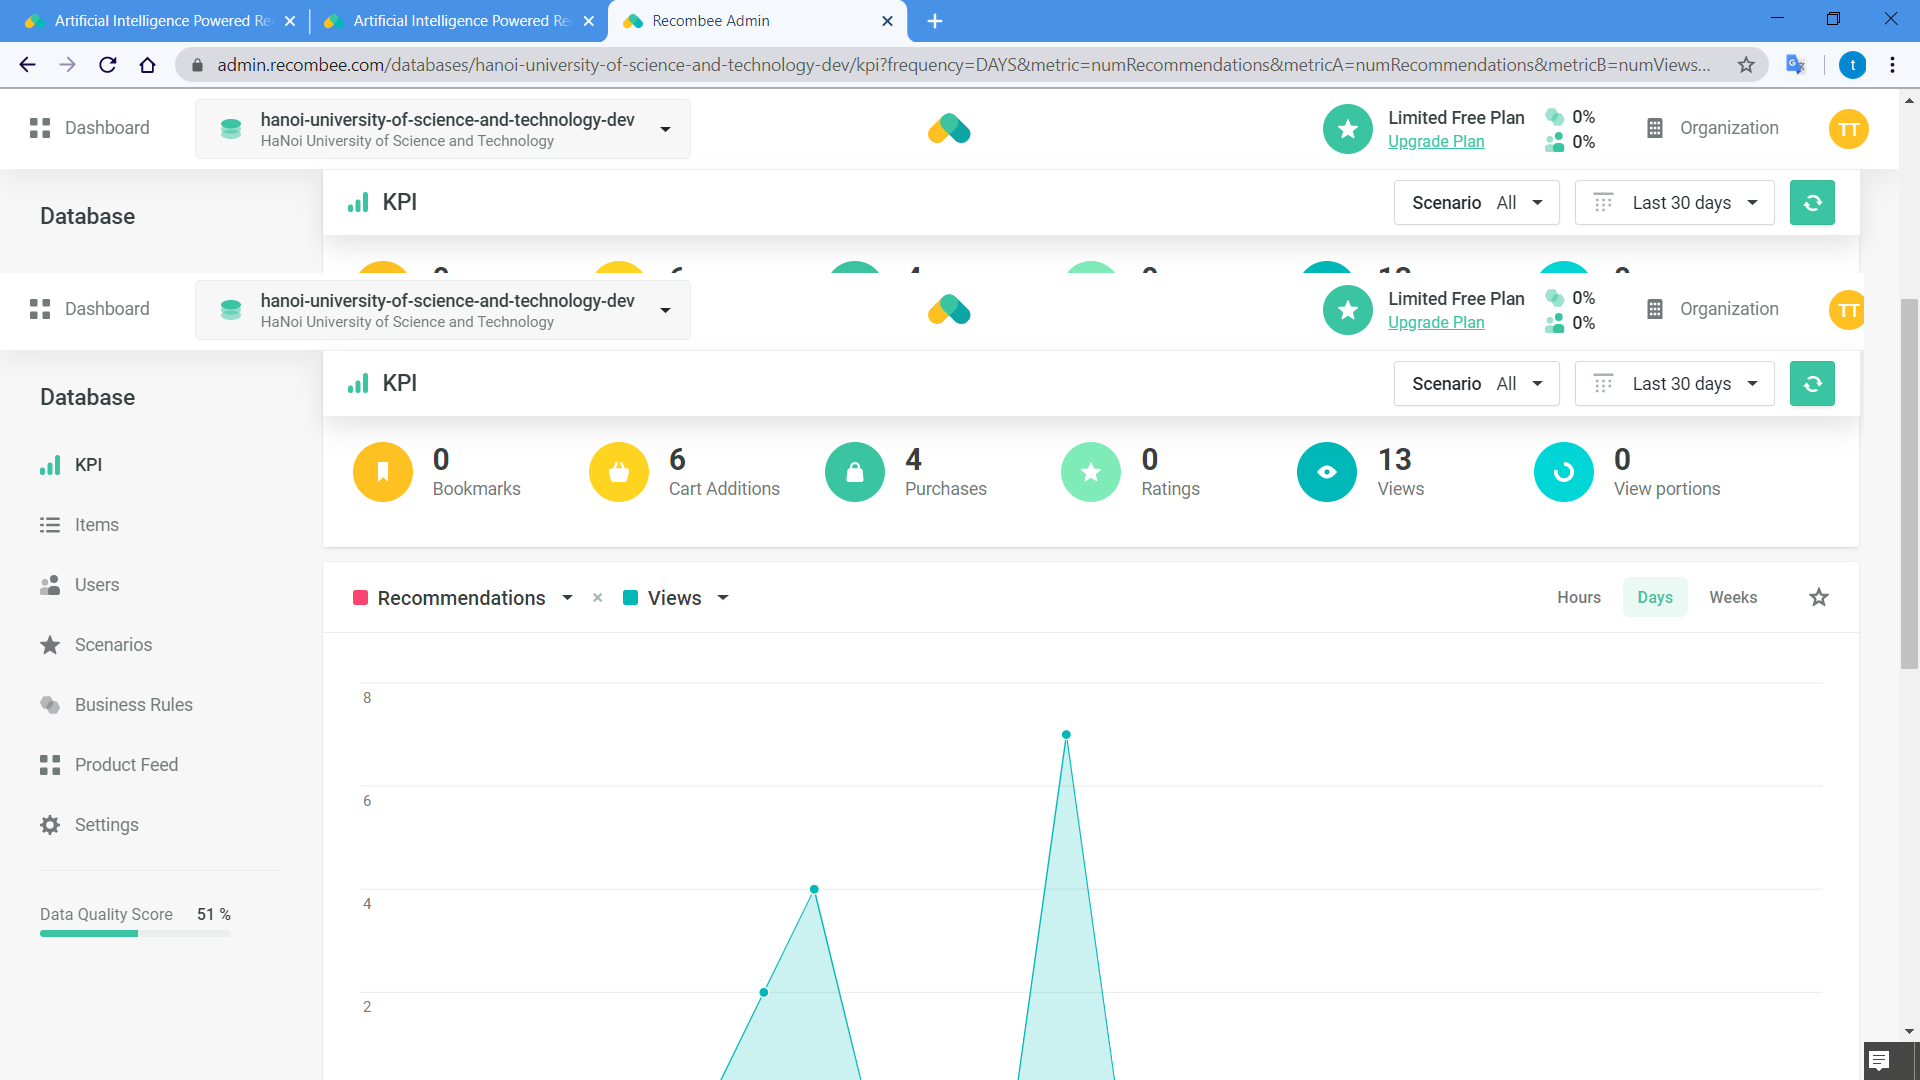 Artificial Intelligence Powered Re
Artificial Intelligence Powered Re
Recombee Admin
admin.recombee.com/databases/hanoi-university-of-science-and-technology-dev/kpi?frequency=DAYS&metric=numRecommendations&metricA=numRecommendations&metricB=numViews...
t
Dashboard
hanoi-university-of-science-and-technology-dev
HaNoi University of Science and Technology
Limited Free Plan
Upgrade Plan
0%
0%
Organization
TT
Database
KPI
Scenario All
Last 30 days
Dashboard
hanoi-university-of-science-and-technology-dev
HaNoi University of Science and Technology
Limited Free Plan
Upgrade Plan
0%
0%
Organization
TT
Database
KPI
Scenario All
Last 30 days
KPI
Items
Users
Scenarios
Business Rules
Product Feed
Settings
Data Quality Score 51 %
0
Bookmarks
6
Cart Additions
4
Purchases
0
Ratings
13
Views
0
View portions
Recommendations × Views
Hours Days Weeks
8
6
4
2